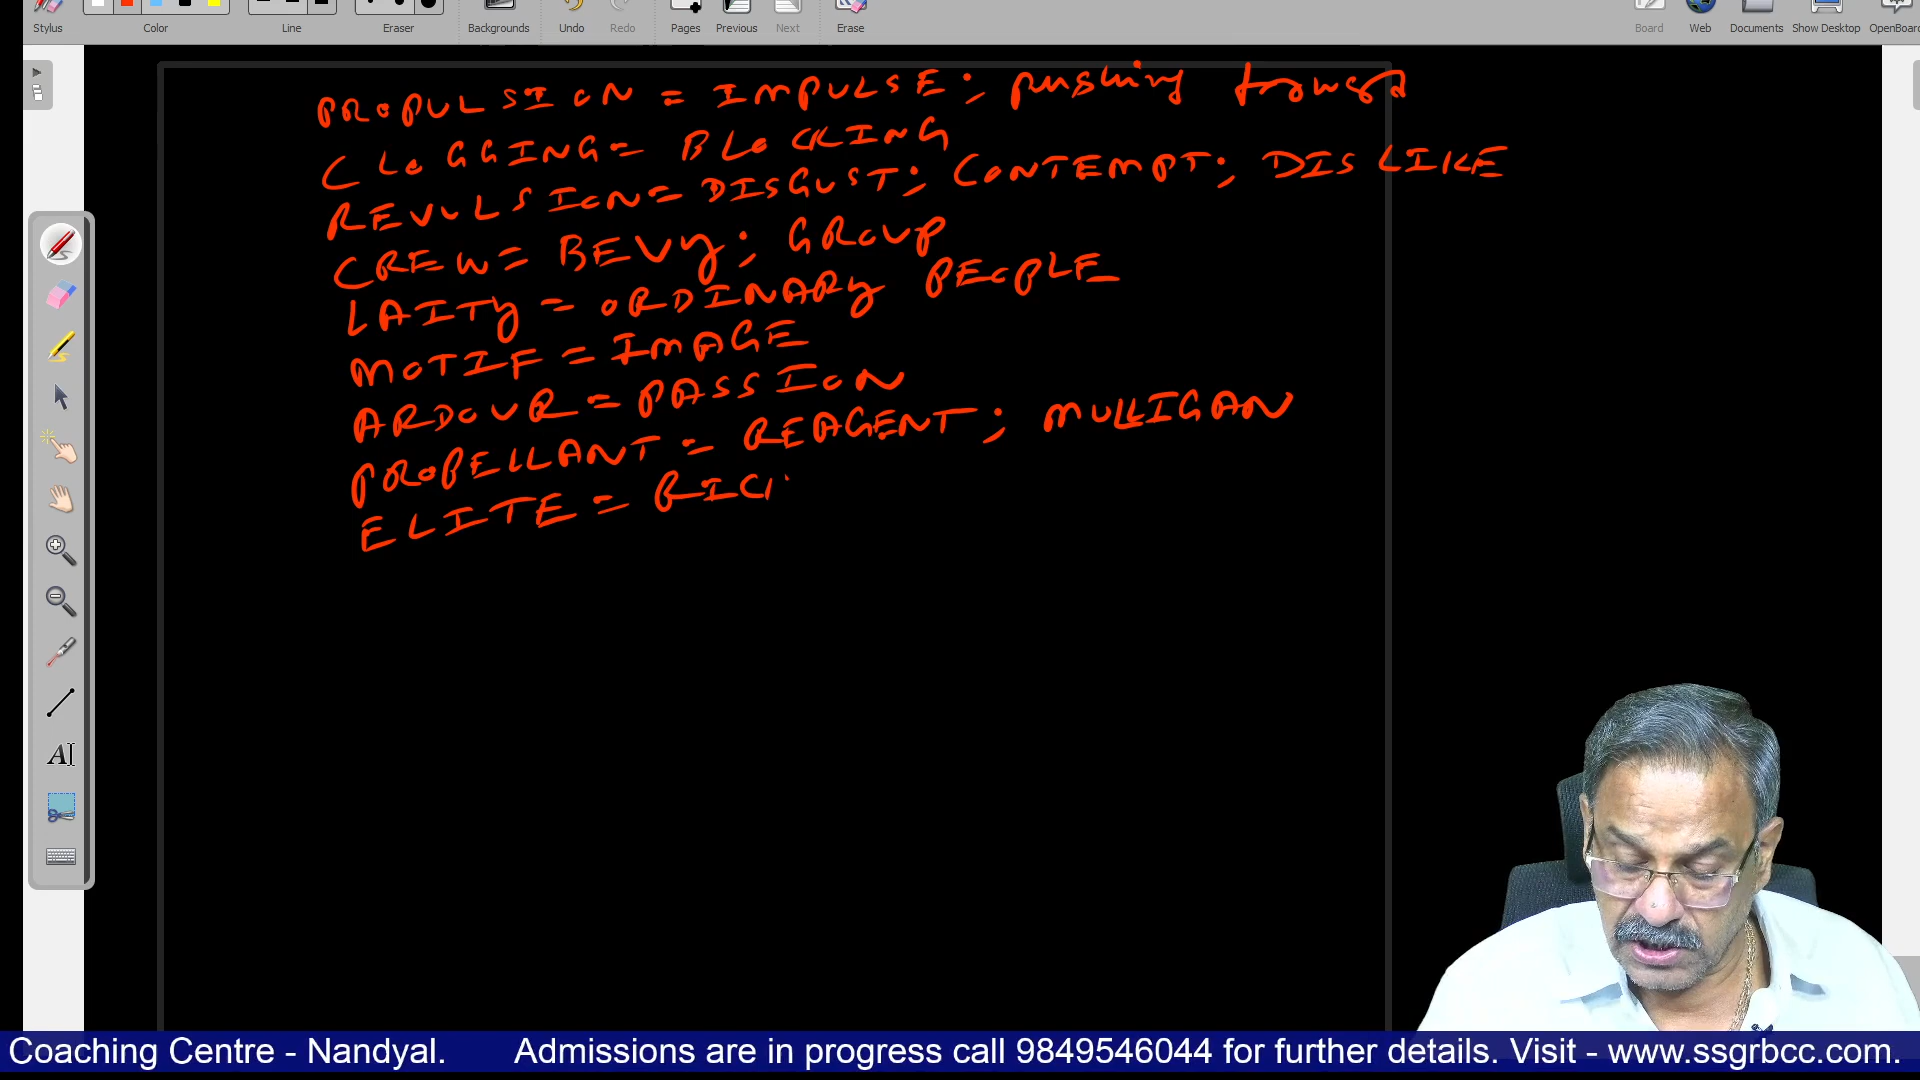 Stylus Color Line Eraser Backgrounds Undo Redo Pages Previous Next Erase Board Web Documents Show Desktop OpenBoard
PROPULSION = IMPULSE; pushing forward
CLOGGING = BLOCKING
REVULSION = DISGUST; CONTEMPT; DISLIKE
CREW = BEVY; GROUP
LAITY = ORDINARY PEOPLE
MOTIF = IMAGE
ARDOUR = PASSION
PROPELLANT = REAGENT; MULLIGAN
ELITE = RICH
Coaching Centre - Nandyal. Admissions are in progress call 9849546044 for further details. Visit - www.ssgrbcc.com.